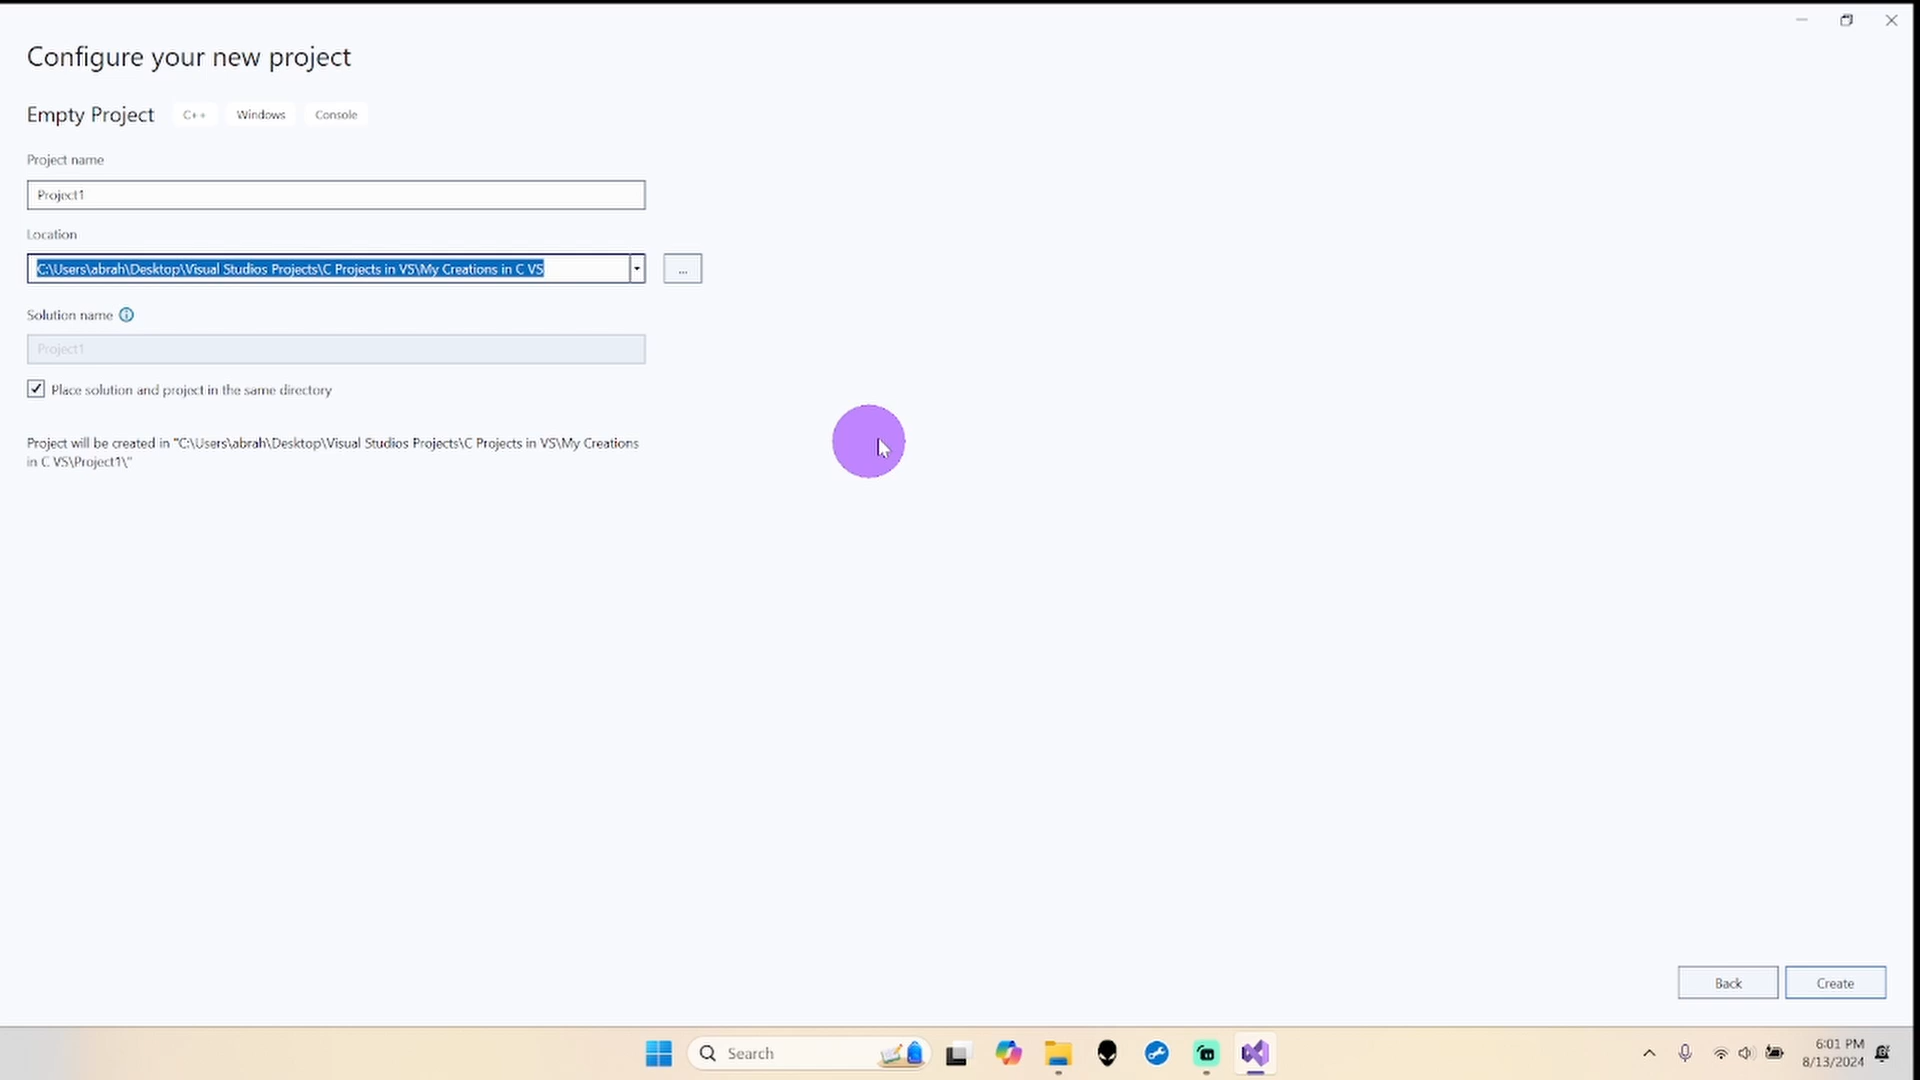 Configure your new project
Empty Project C++ Windows Console
Project name
Project1
Location
C:\Users\abrah\Desktop\Visual Studios Projects\C Projects in VS\My Creations in C VS
...
Solution name
Project1
Place solution and project in the same directory
Project will be created in "C:\Users\abrah\Desktop\Visual Studios Projects\C Projects in VS\My Creations
in C VS\Project1\"
Back Create
Search
6:01 PM
8/13/2024